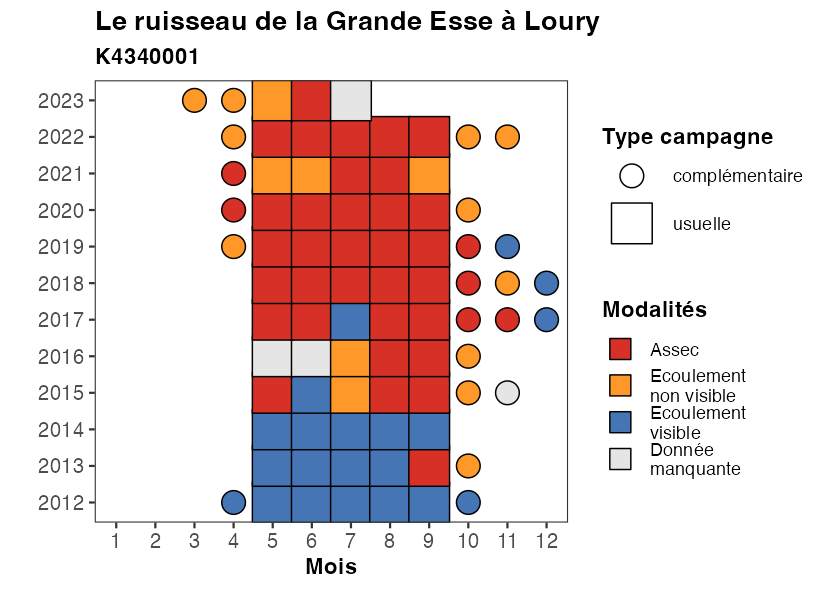 Le ruisseau de la Grande Esse à Loury
K4340001
2023
2022
2021
2020
2019
2018
2017
2016
2015
2014
2013
2012
1 2 3 4 5 6 7 8 9 10 11 12
Mois
Type campagne
complémentaire
usuelle
Modalités
Assec
Ecoulement
non visible
Ecoulement
visible
Donnée
manquante